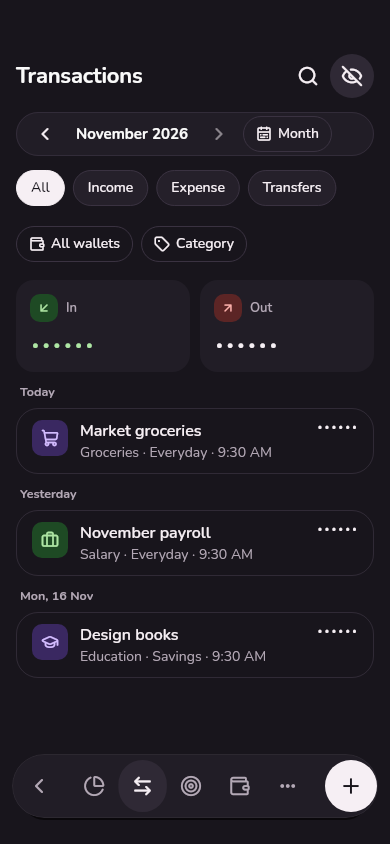 Transactions
November 2026
Month
All
Income
Expense
Transfers
All wallets
Category
In
Out
••••••
••••••
Today
Market groceries
••••••
Groceries · Everyday · 9:30 AM
Yesterday
November payroll
••••••
Salary · Everyday · 9:30 AM
Mon, 16 Nov
Design books
••••••
Education · Savings · 9:30 AM